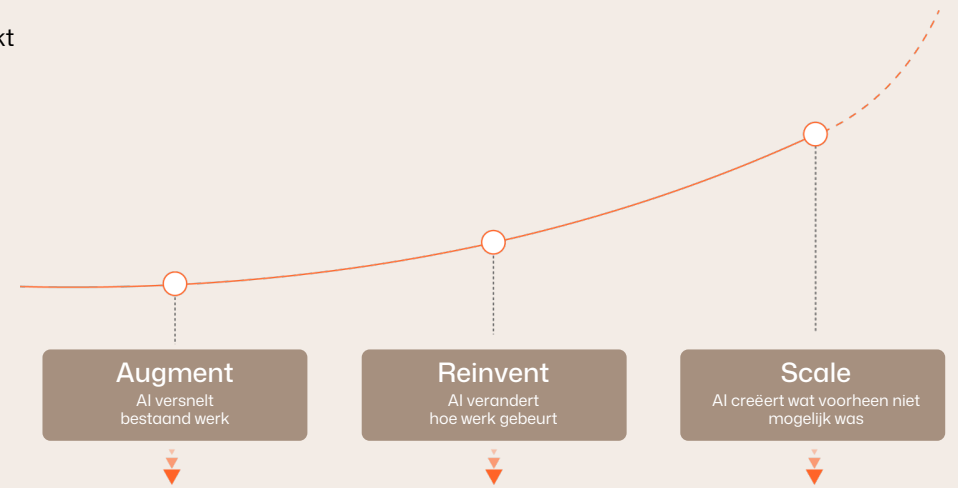 kt
Augment
AI versnelt
bestaand werk
Reinvent
AI verandert
hoe werk gebeurt
Scale
AI creëert wat voorheen niet
mogelijk was